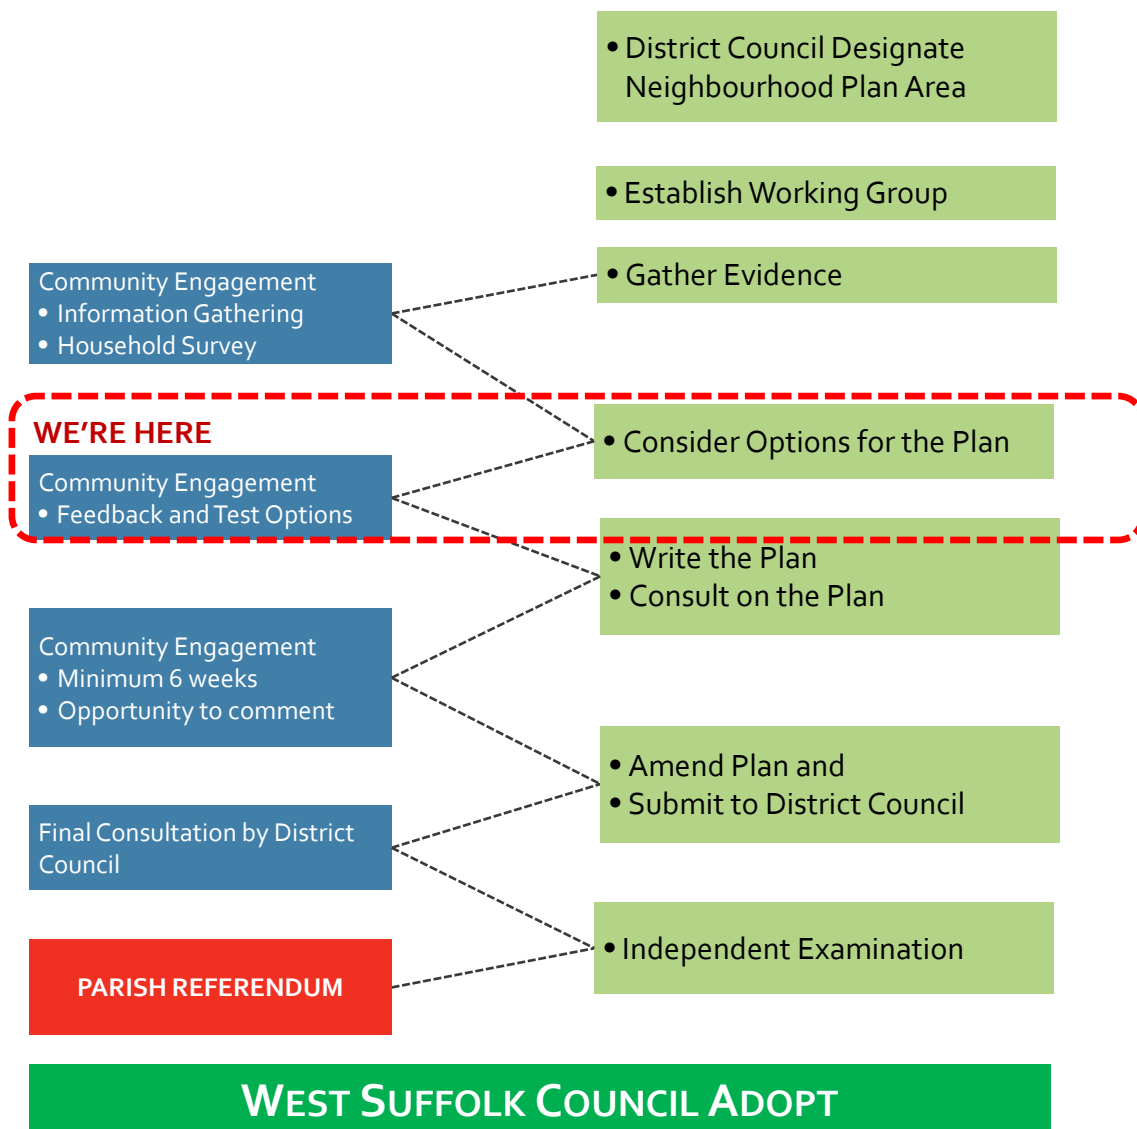 • District Council Designate
Neighbourhood Plan Area
• Establish Working Group
Community Engagement
• Information Gathering
• Household Survey
• Gather Evidence
WE'RE HERE
• Consider Options for the Plan
Community Engagement
• Feedback and Test Options
• Write the Plan
• Consult on the Plan
Community Engagement
• Minimum 6 weeks
• Opportunity to comment
• Amend Plan and
• Submit to District Council
Final Consultation by District
Council
• Independent Examination
PARISH REFERENDUM
WEST SUFFOLK COUNCIL ADOPT